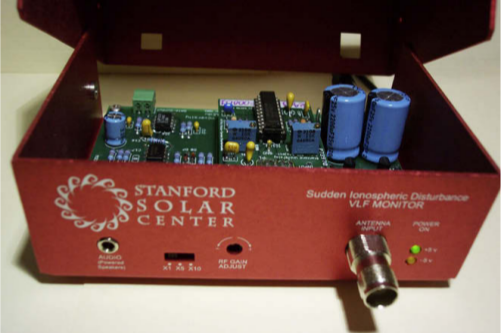 STANFORD
SOLAR
CENTER
Sudden Ionospheric Disturbance
VLF MONITOR
ANTENNA
INPUT
POWER
ON
AUDIO
(Powered
Speakers)
X1 X5 X10
RF GAIN
ADJUST